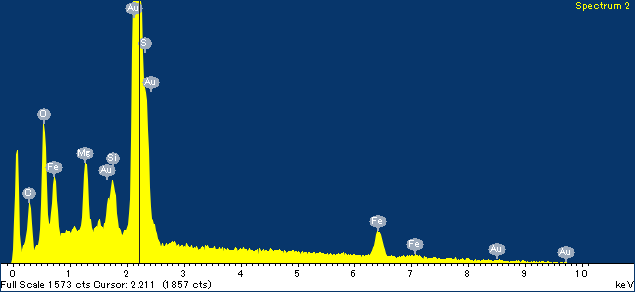 Spectrum 2
Au
S
Au
O
Mg
Si
Fe
Au
O
Fe
Fe
Au
Au
0 1 2 3 4 5 6 7 8 9 10
Full Scale 1573 cts Cursor: 2.211 (1857 cts) keV